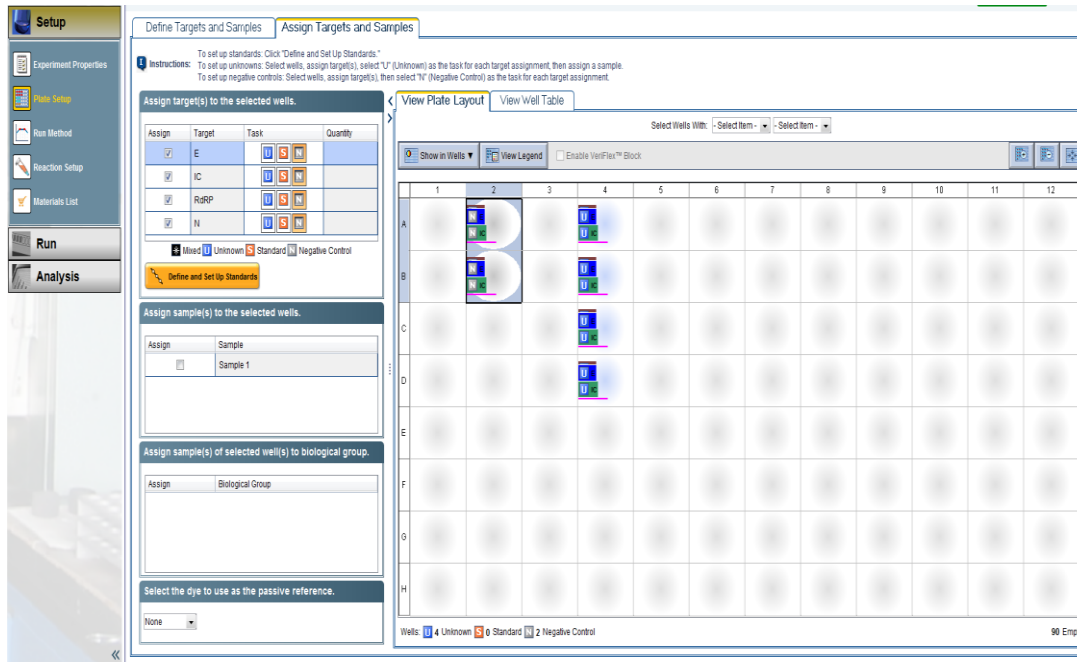 Setup
Experiment Properties
Plate Setup
Run Method
Reaction Setup
Materials List
Run
Analysis
«
Define Targets and Samples
Assign Targets and Samples
Instructions:
To set up standards: Click "Define and Set Up Standards."
To set up unknowns: Select wells, assign target(s), select "U" (Unknown) as the task for each target assignment, then assign a sample.
To set up negative controls: Select wells, assign target(s), then select "N" (Negative Control) as the task for each target assignment.
Assign target(s) to the selected wells.
Assign Target Task Quantity
E U S N
IC U S N
RdRP U S N
N U S N
Mixed U Unknown S Standard N Negative Control
Define and Set Up Standards
Assign sample(s) to the selected wells.
Assign Sample
Sample 1
Assign sample(s) of selected well(s) to biological group.
Assign Biological Group
Select the dye to use as the passive reference.
None
View Plate Layout
View Well Table
Select Wells With: - Select Item - - Select Item -
Show in Wells ▼ View Legend Enable VeriFlex™ Block
1 2 3 4 5 6 7 8 9 10 11 12
A
N U
N IC U IC
B
N U
N IC U IC
C
U
U IC
D
U
U IC
E
F
G
H
Wells: U 4 Unknown S 0 Standard N 2 Negative Control
90 Emp